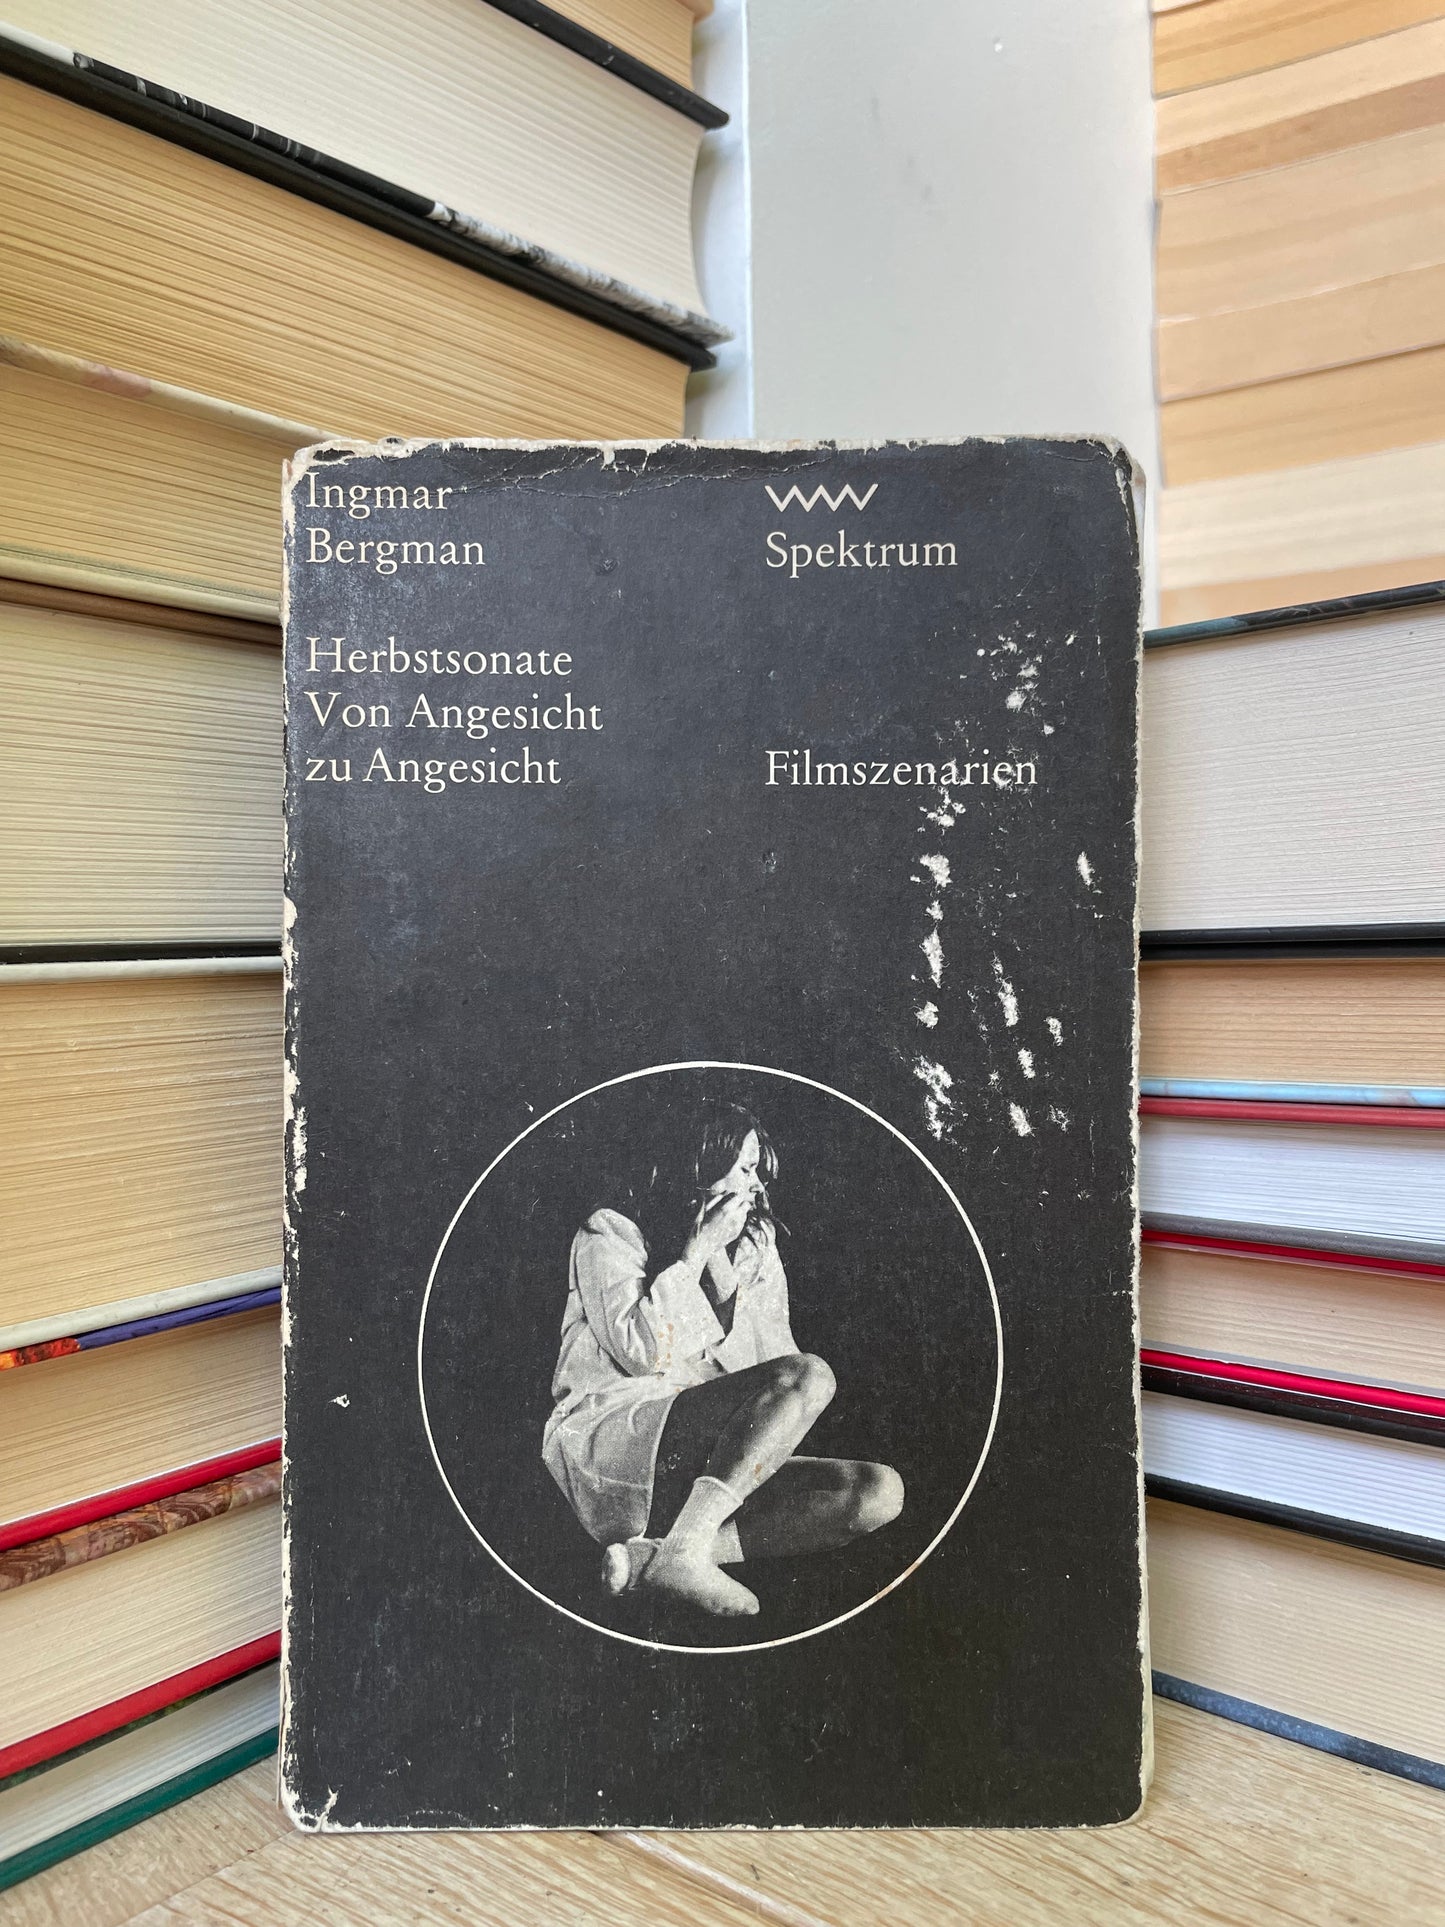 Ingmar
Bergman
Spektrum
Herbstsonate
Von Angesicht
zu Angesicht
Filmszenarien